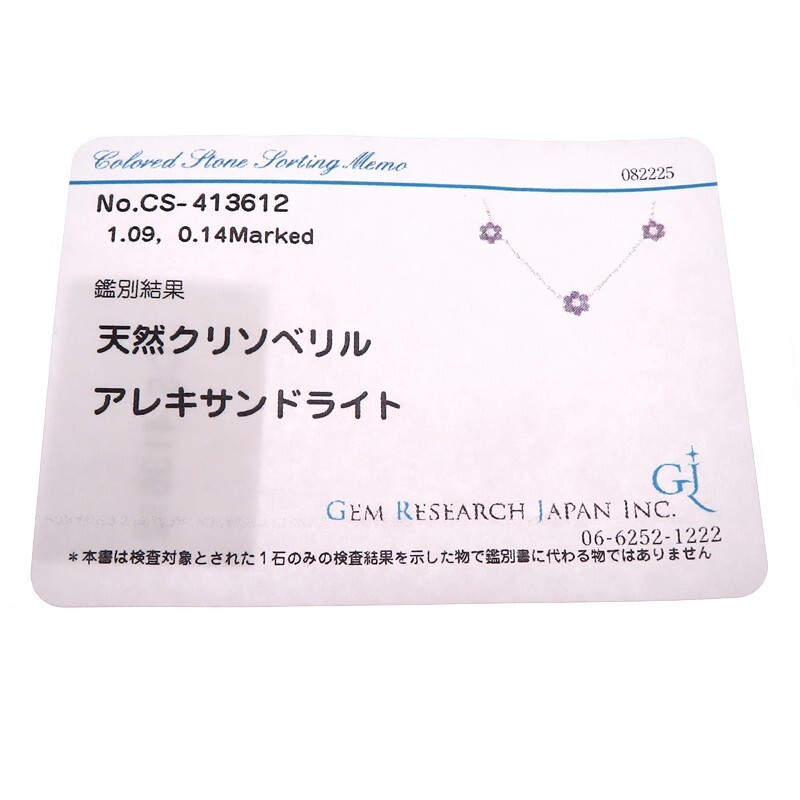 Colored Stone Sorting Memo
082225
No.CS-413612
1.09, 0.14Marked
鑑別結果
天然クリソベリル
アレキサンドライト
GJ
GEM RESEARCH JAPAN INC.
06-6252-1222
*本書は検査対象とされた1石のみの検査結果を示した物で鑑別書に代わる物ではありません